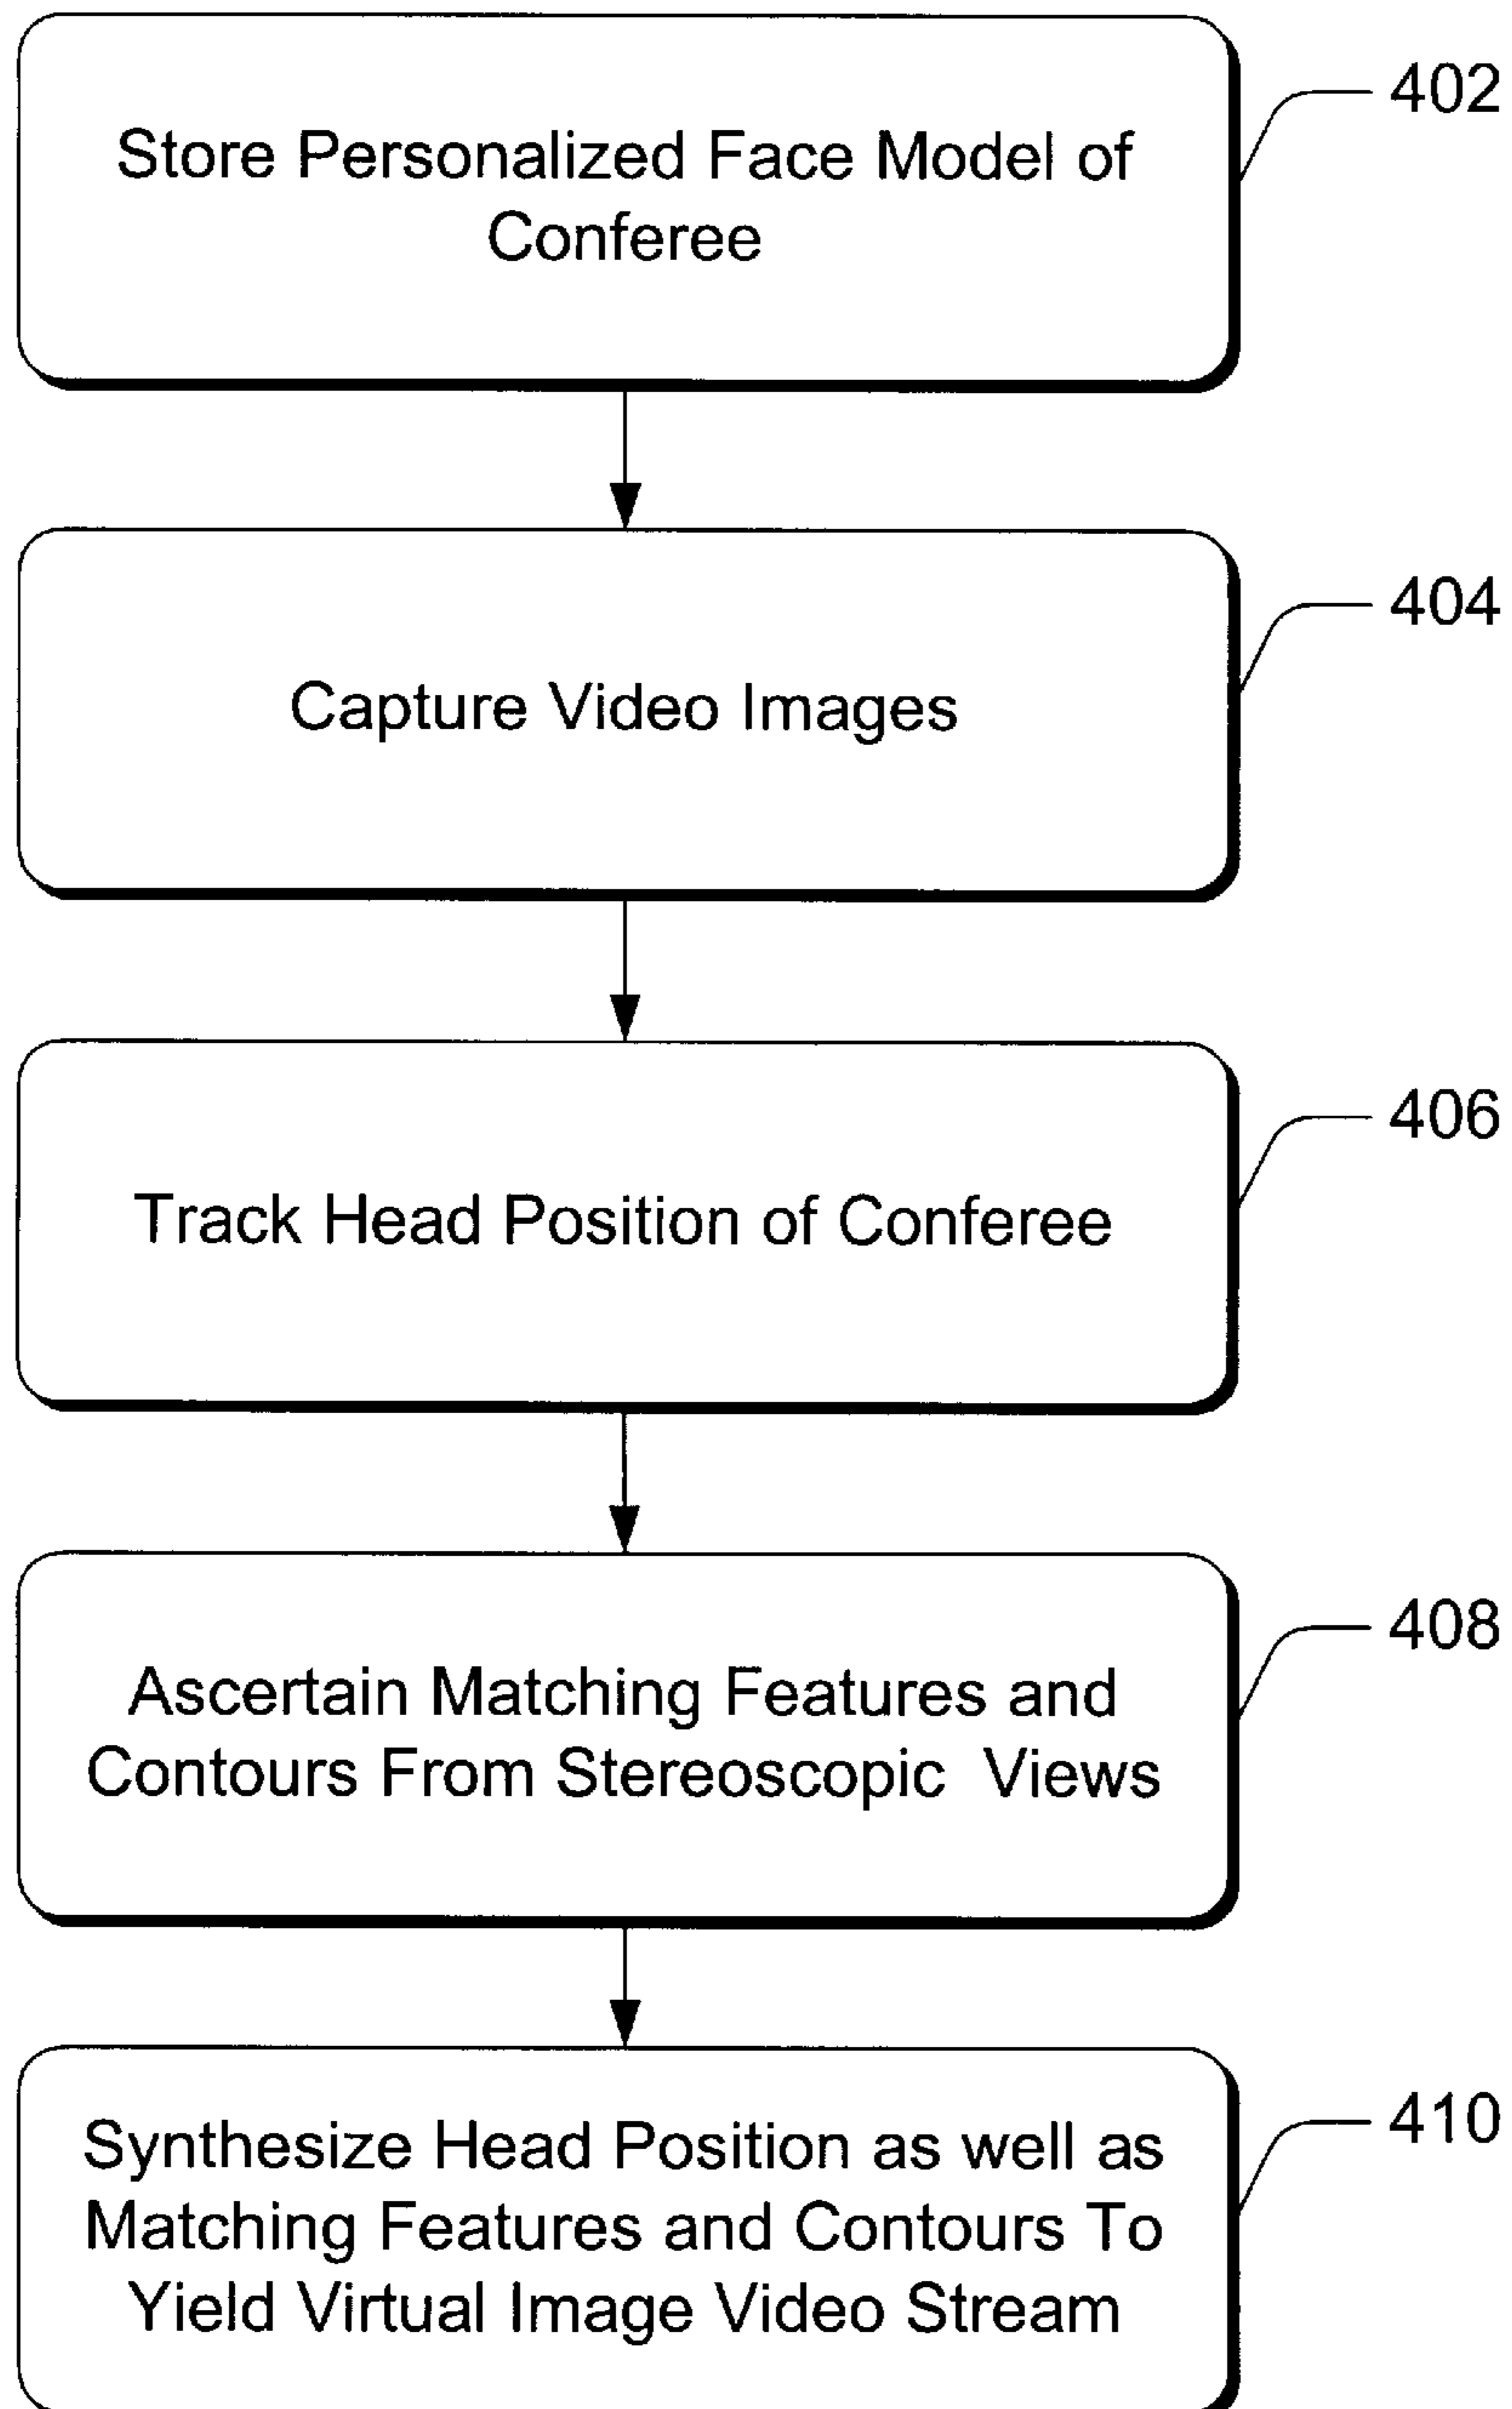 Store Personalized Face Model of
Conferee
402
Capture Video Images
404
Track Head Position of Conferee
406
Ascertain Matching Features and
Contours From Stereoscopic Views
408
Synthesize Head Position as well as
Matching Features and Contours To
Yield Virtual Image Video Stream
410